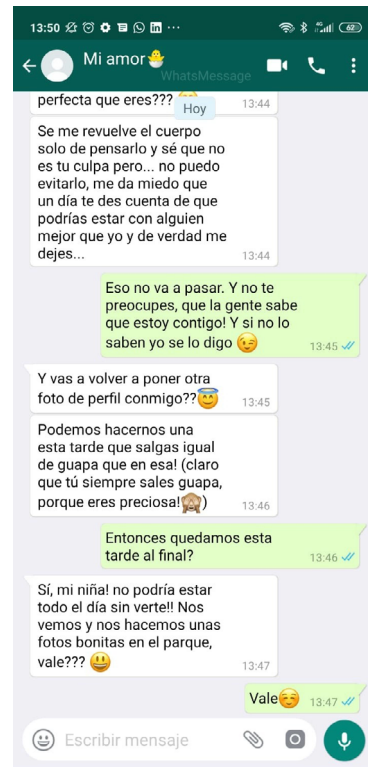 13:50 ... 4G 62
Mi amor🐣
WhatsMessage
perfecta que eres??? 13:44
Hoy
Se me revuelve el cuerpo
solo de pensarlo y sé que no
es tu culpa pero... no puedo
evitarlo, me da miedo que
un día te des cuenta de que
podrías estar con alguien
mejor que yo y de verdad me
dejes... 13:44
Eso no va a pasar. Y no te
preocupes, que la gente sabe
que estoy contigo! Y si no lo
saben yo se lo digo 😉 13:45
Y vas a volver a poner otra
foto de perfil conmigo??😇 13:45
Podemos hacernos una
esta tarde que salgas igual
de guapa que en esa! (claro
que tú siempre sales guapa,
porque eres preciosa!🙈) 13:46
Entonces quedamos esta
tarde al final? 13:46
Sí, mi niña! no podría estar
todo el día sin verte!! Nos
vemos y nos hacemos unas
fotos bonitas en el parque,
vale??? 😃 13:47
Vale☺️ 13:47
Escribir mensaje